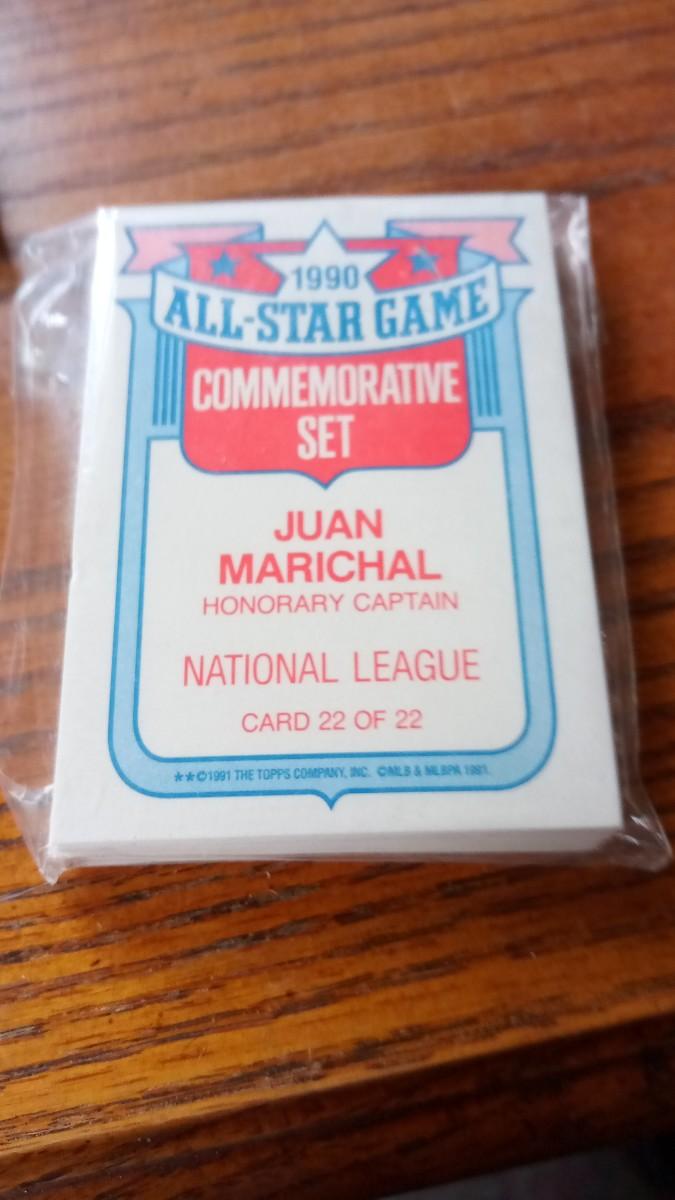 1990
ALL-STAR GAME
COMMEMORATIVE
SET
JUAN
MARICHAL
HONORARY CAPTAIN
NATIONAL LEAGUE
CARD 22 OF 22
**©1991 THE TOPPS COMPANY, INC. ©MLB & MLBPA 1991.